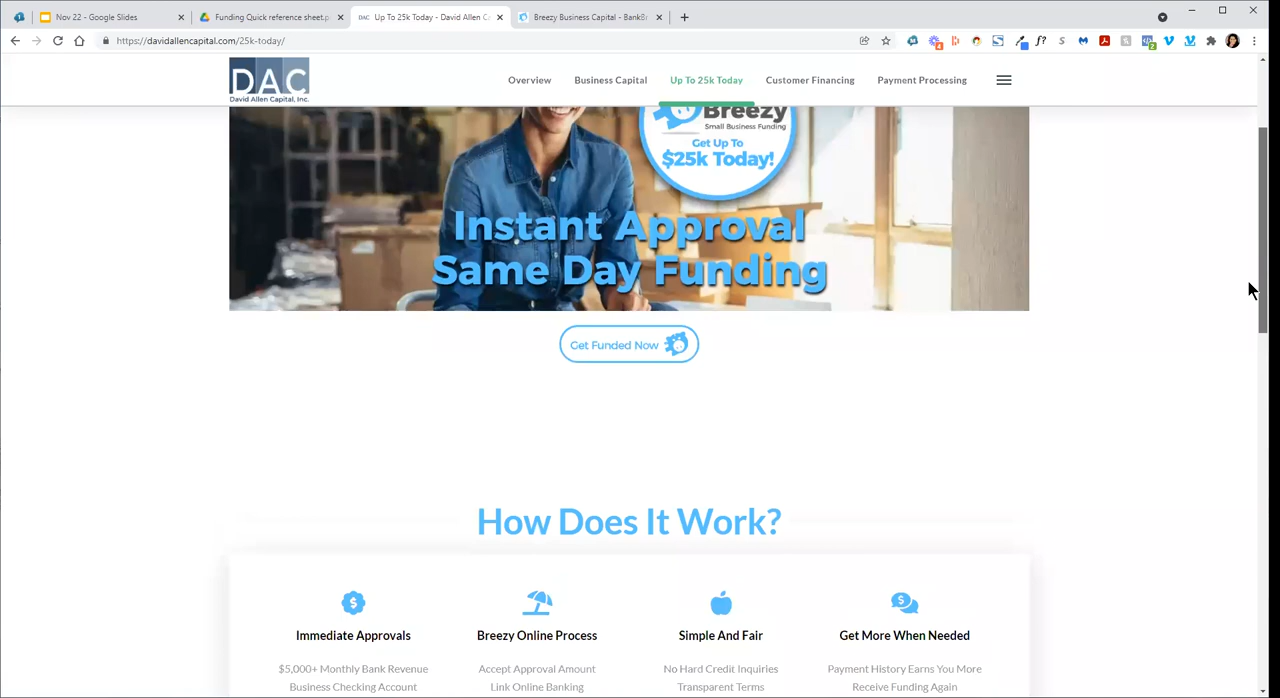 Nov 22 - Google Slides
Funding Quick reference sheet.p
DAC Up To 25k Today - David Allen C
Breezy Business Capital - BankBr
https://davidallencapital.com/25k-today/
DAC
David Allen Capital, Inc.
Overview
Business Capital
Up To 25k Today
Customer Financing
Payment Processing
Breezy
Small Business Funding
Get Up To
$25k Today!
Instant Approval
Same Day Funding
Get Funded Now
How Does It Work?
Immediate Approvals
Breezy Online Process
Simple And Fair
Get More When Needed
$5,000+ Monthly Bank Revenue
Accept Approval Amount
No Hard Credit Inquiries
Payment History Earns You More
Business Checking Account
Link Online Banking
Transparent Terms
Receive Funding Again